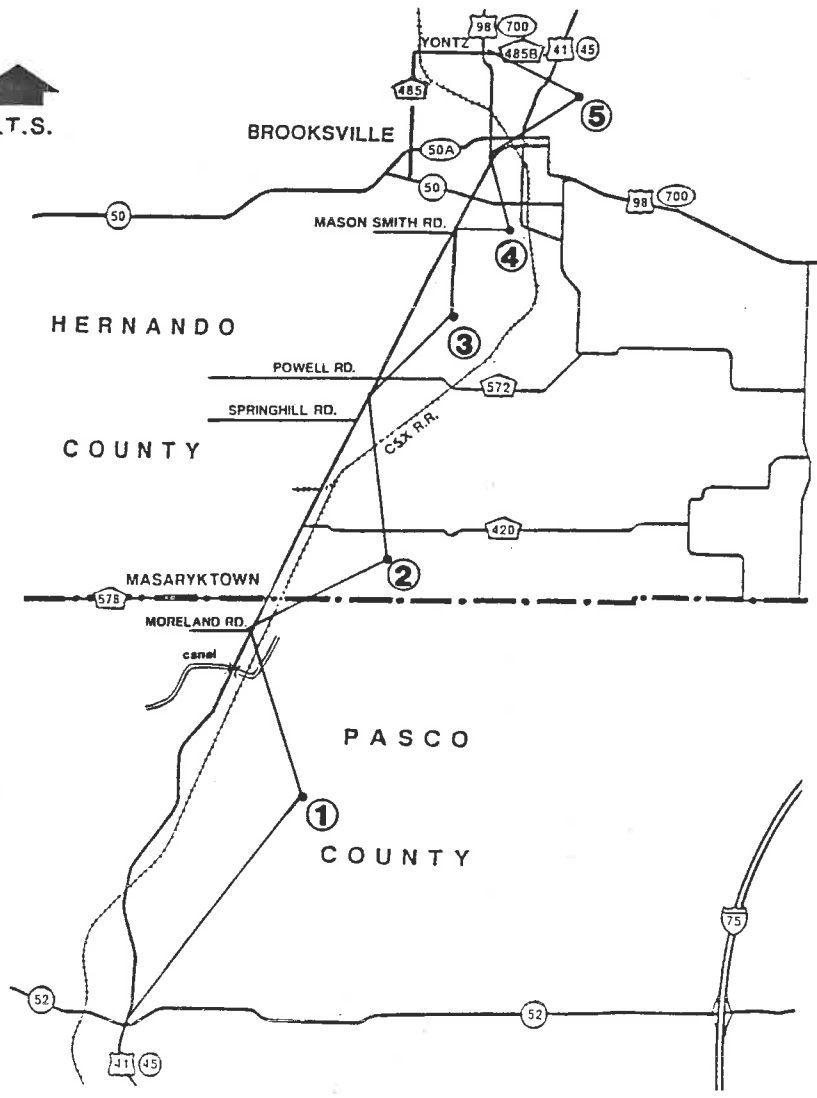 98 700
YONTZ 485B 41 45
485
5
.T.S.
BROOKSVILLE
50A
50
50
98 700
MASON SMITH RD.
4
HERNANDO
3
POWELL RD.
572
SPRINGHILL RD.
CSX R.R.
COUNTY
420
2
MASARYKTOWN
578
MORELAND RD.
canal
PASCO
1
COUNTY
75
52
52
41 45